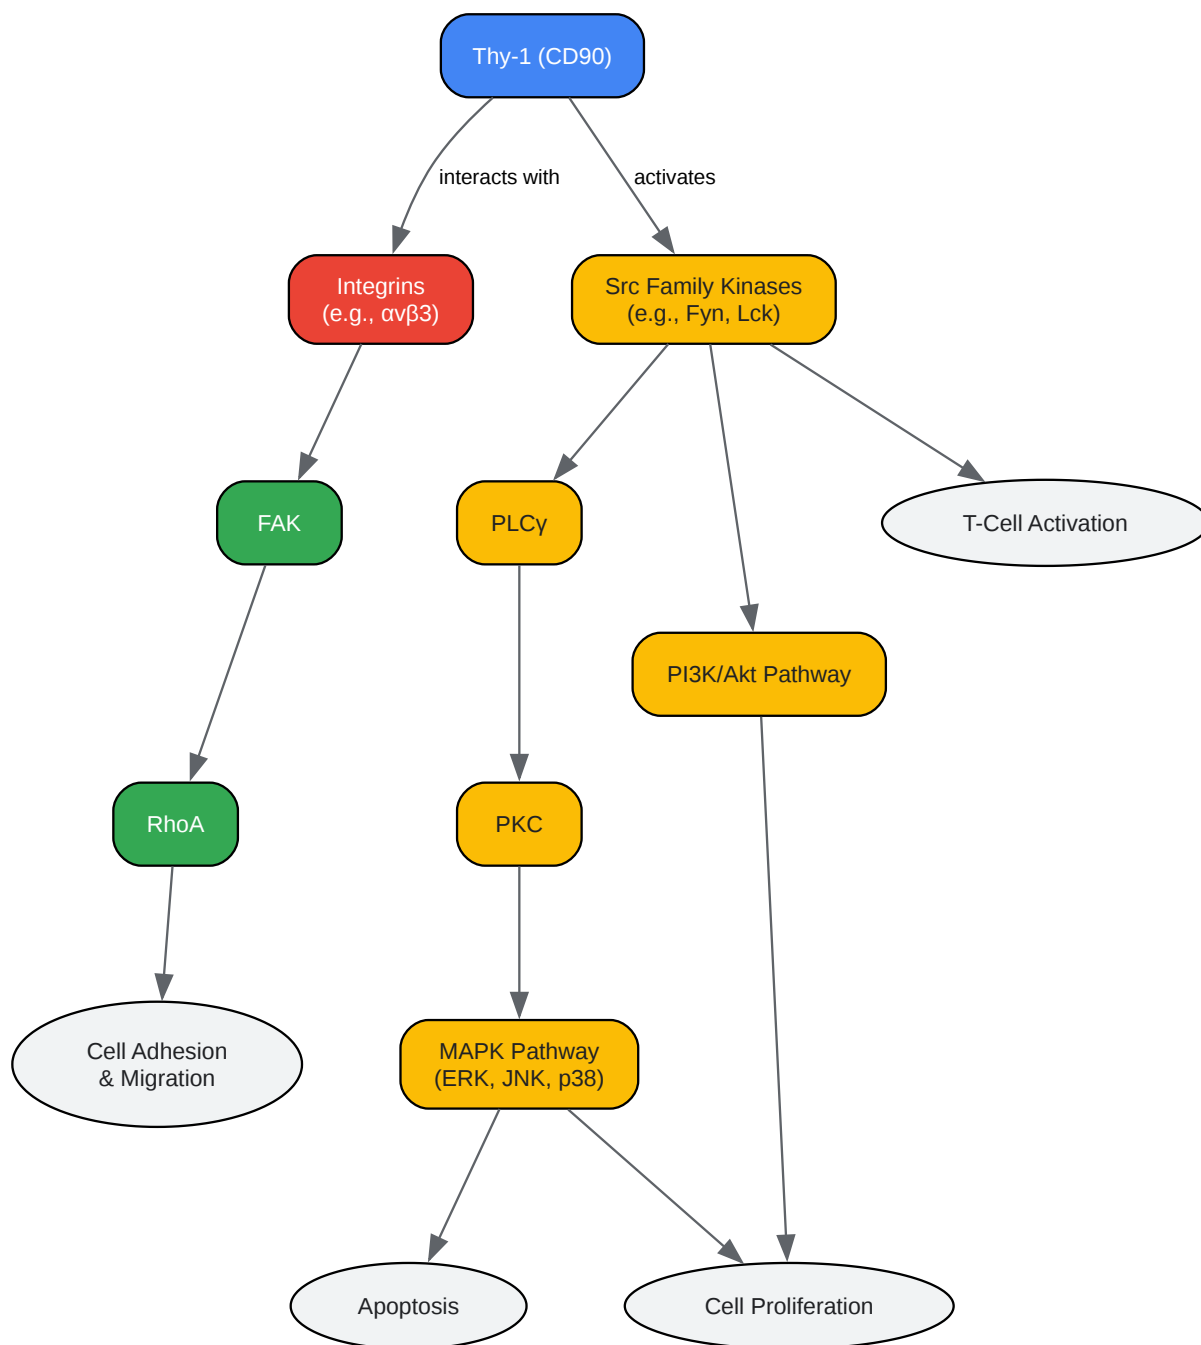 Thy-1 (CD90)
interacts with
activates
Integrins
(e.g., αvβ3)
Src Family Kinases
(e.g., Fyn, Lck)
FAK
PLCγ
T-Cell Activation
PI3K/Akt Pathway
RhoA
PKC
Cell Adhesion
& Migration
MAPK Pathway
(ERK, JNK, p38)
Apoptosis
Cell Proliferation